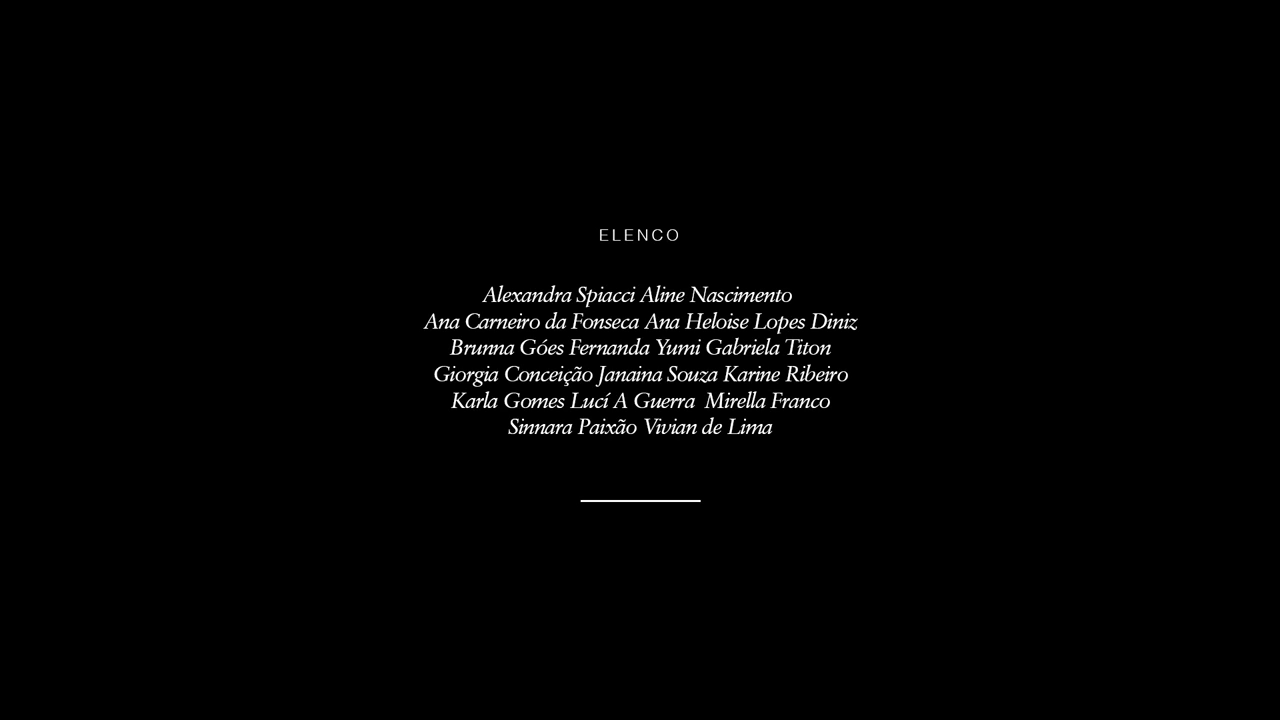 ELENCO
Alexandra Spiacci Aline Nascimento
Ana Carneiro da Fonseca Ana Heloise Lopes Diniz
Brunna Góes Fernanda Yumi Gabriela Titon
Giorgia Conceição Janaina Souza Karine Ribeiro
Karla Gomes Lucí A Guerra  Mirella Franco
Sinnara Paixão Vivian de Lima